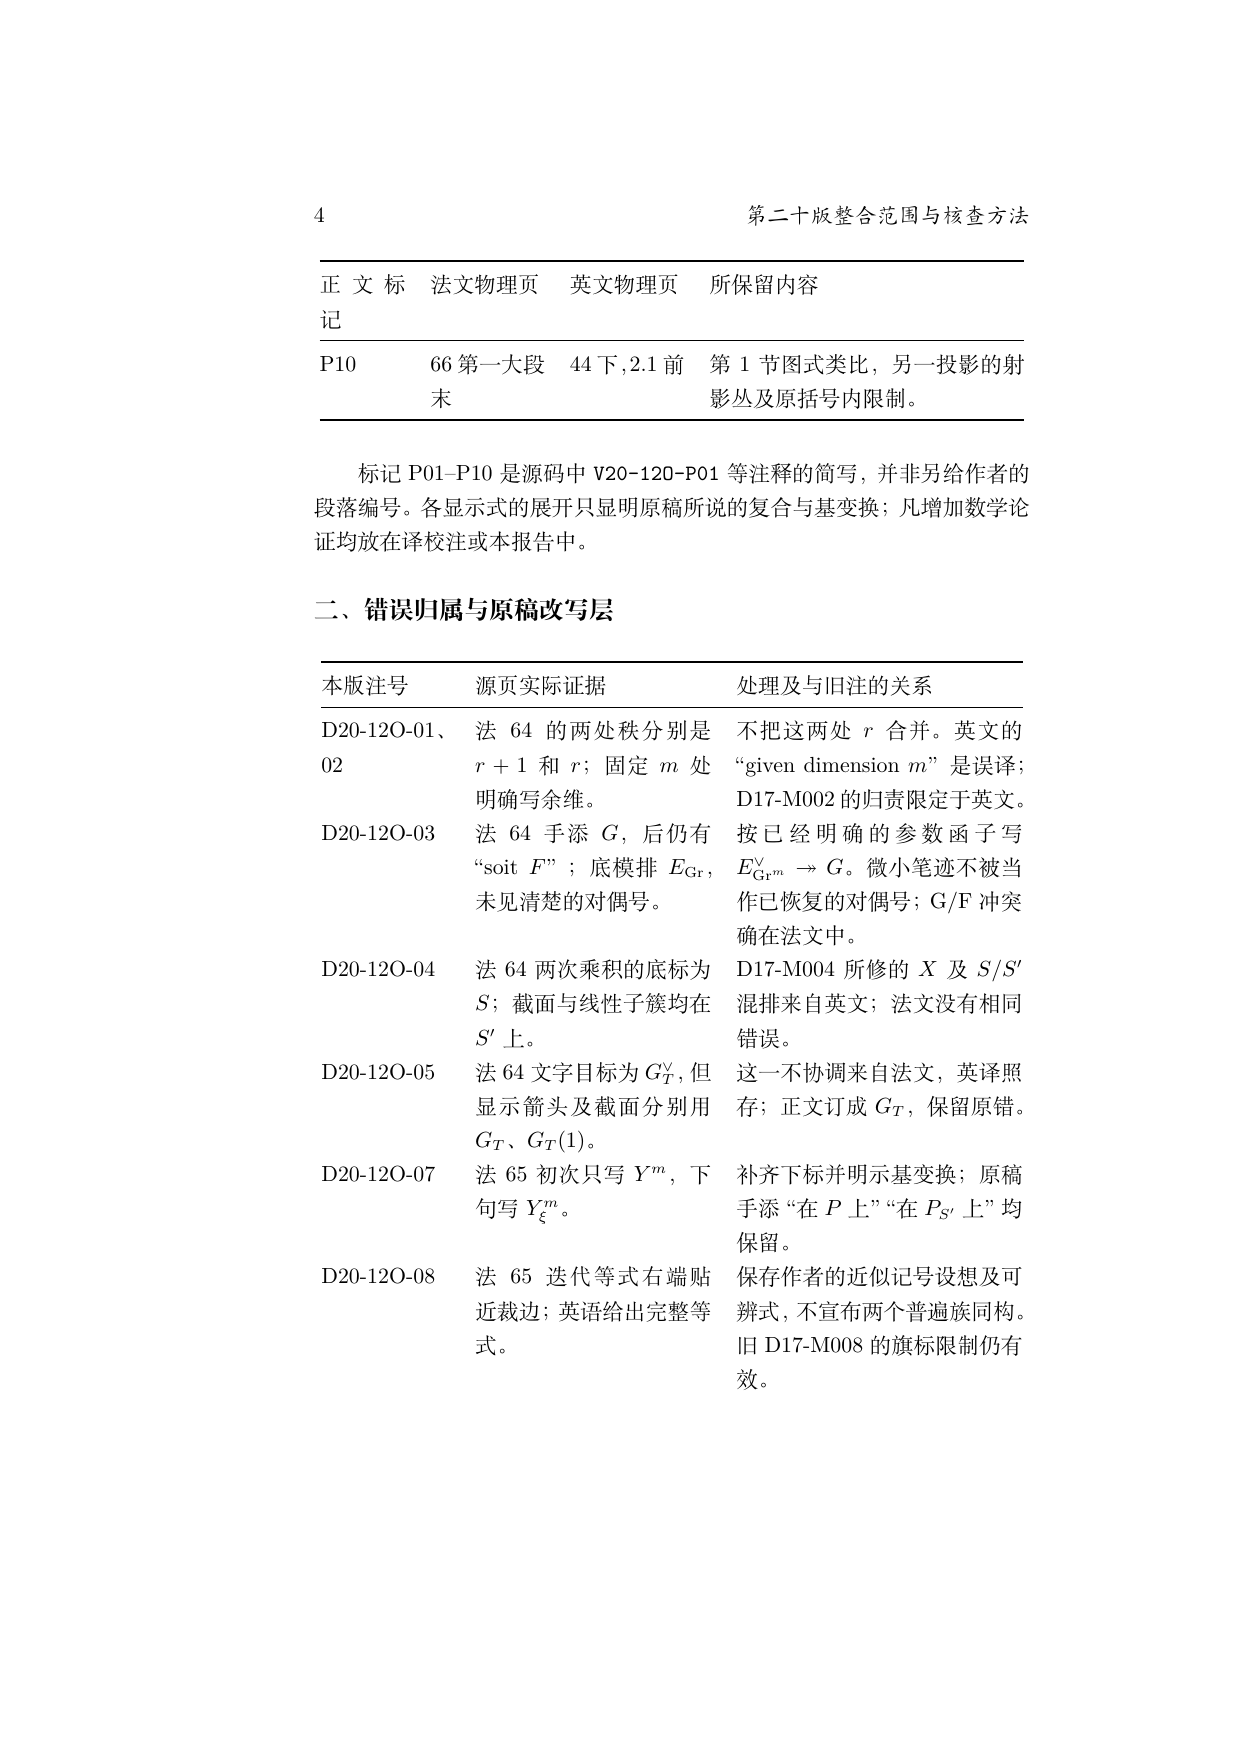 4 第二十版整合范围与核查方法
正文标 法文物理页 英文物理页 所保留内容
记
P10 66 第一大段 44 下,2.1 前 第 1 节图式类比，另一投影的射
末 影丛及原括号内限制。
标记 P01–P10 是源码中 V20-12O-P01 等注释的简写，并非另给作者的
段落编号。各显示式的展开只显明原稿所说的复合与基变换；凡增加数学论
证均放在译校注或本报告中。
二、错误归属与原稿改写层
本版注号 源页实际证据 处理及与旧注的关系
D20-12O-01、 法 64 的两处秩分别是 不把这两处 r 合并。英文的
02 r + 1 和 r；固定 m 处 “given dimension m” 是误译；
明确写余维。 D17-M002 的归责限定于英文。
D20-12O-03 法 64 手添 G，后仍有 按已经明确的参数函子写
“soit F”；底模排 E_Gr， E^∨_{Gr^m} ↠ G。微小笔迹不被当
未见清楚的对偶号。 作已恢复的对偶号；G/F 冲突
确在法文中。
D20-12O-04 法 64 两次乘积的底标为 D17-M004 所修的 X 及 S/S′
S；截面与线性子簇均在 混排来自英文；法文没有相同
S′ 上。 错误。
D20-12O-05 法 64 文字目标为 G^∨_T，但 这一不协调来自法文，英译照
显示箭头及截面分别用 存；正文订成 G_T，保留原错。
G_T、G_T(1)。
D20-12O-07 法 65 初次只写 Y^m，下 补齐下标并明示基变换；原稿
句写 Y^m_ξ。 手添 “在 P 上” “在 P_{S′} 上” 均
保留。
D20-12O-08 法 65 迭代等式右端贴 保存作者的近似记号设想及可
近裁边；英语给出完整等 辨式，不宣布两个普遍族同构。
式。 旧 D17-M008 的旗标限制仍有
效。